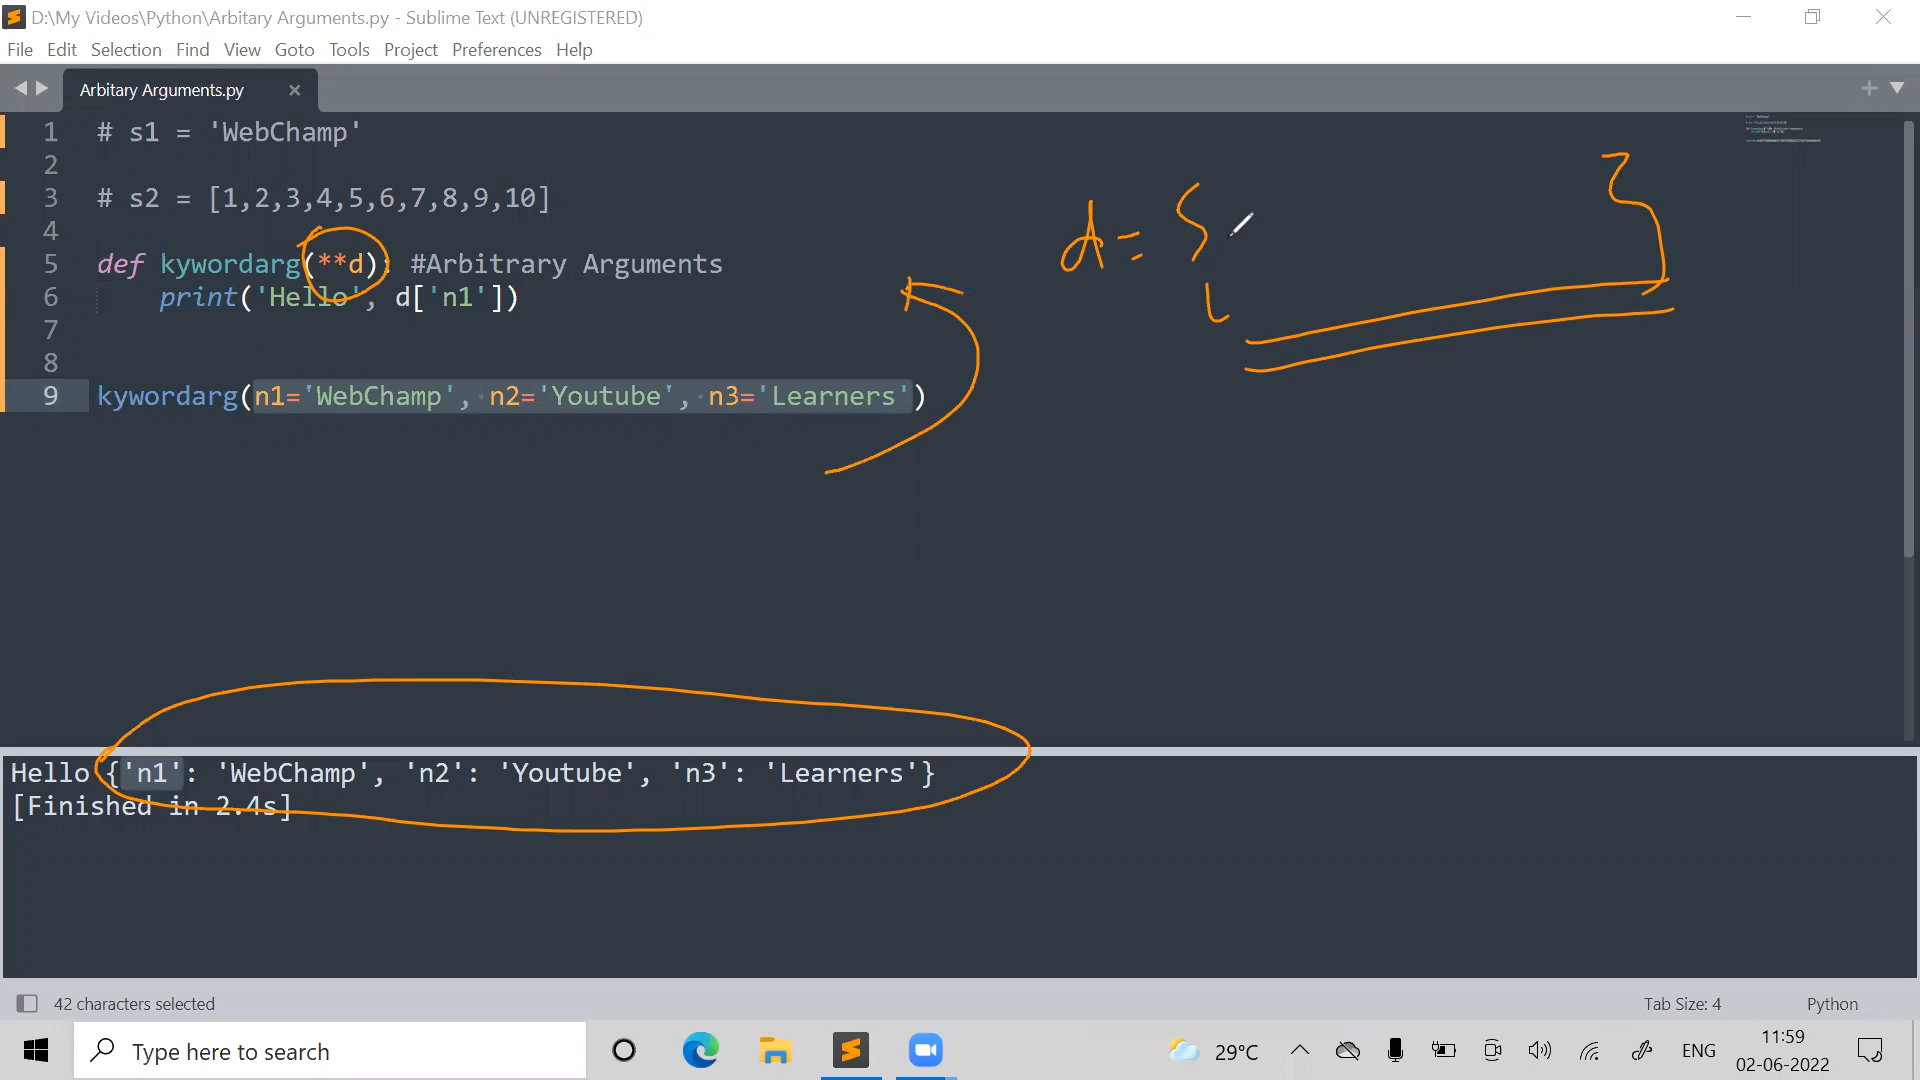 D:\My Videos\Python\Arbitary Arguments.py - Sublime Text (UNREGISTERED)
File Edit Selection Find View Goto Tools Project Preferences Help
Arbitary Arguments.py
1 # s1 = 'WebChamp'
2
3 # s2 = [1,2,3,4,5,6,7,8,9,10]
4
5 def kywordarg(**d): #Arbitrary Arguments
6 print('Hello', d['n1'])
7
8
9 kywordarg(n1='WebChamp', n2='Youtube', n3='Learners')
d= {
}
Hello {'n1': 'WebChamp', 'n2': 'Youtube', 'n3': 'Learners'}
[Finished in 2.4s]
42 characters selected
Tab Size: 4
Python
Type here to search
29°C
ENG
11:59
02-06-2022